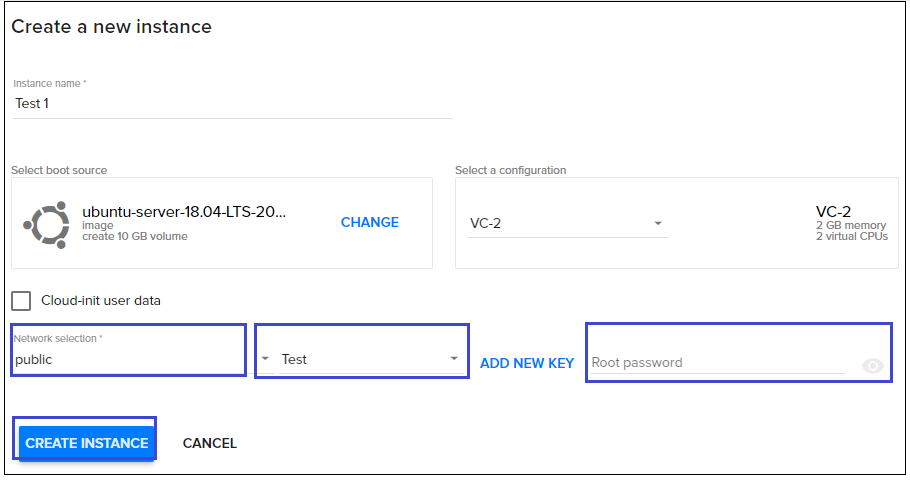 Create a new instance
Instance name *
Test 1
Select boot source
ubuntu-server-18.04-LTS-20...
image
create 10 GB volume
CHANGE
Select a configuration
VC-2
VC-2
2 GB memory
2 virtual CPUs
Cloud-init user data
Network selection *
public
Test
ADD NEW KEY
Root password
CREATE INSTANCE
CANCEL